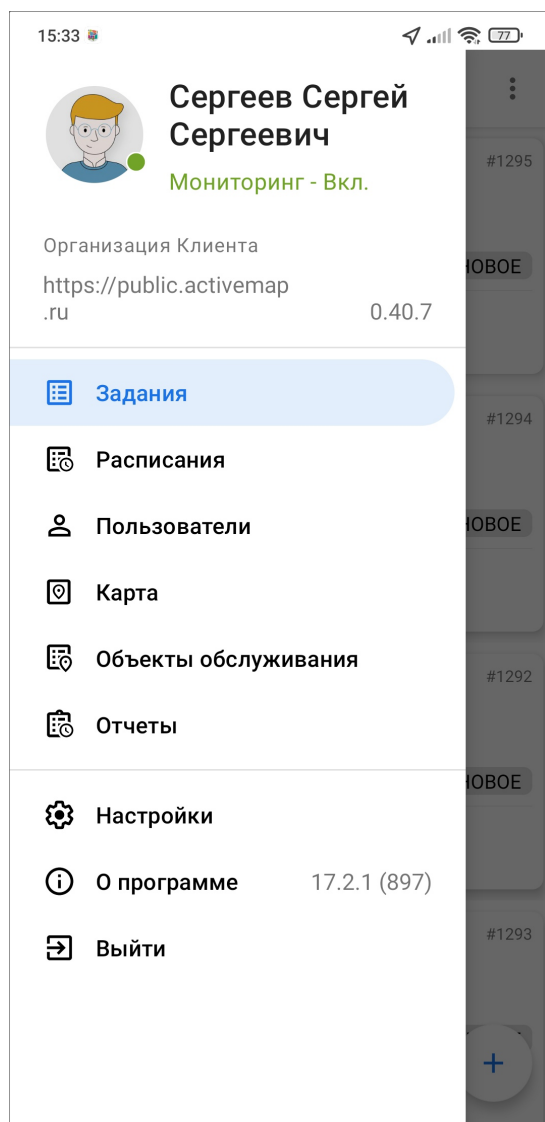 15:33
77
Сергеев Сергей
Сергеевич
Мониторинг - Вкл.
Организация Клиента
https://public.activemap
.ru
0.40.7
Задания
Расписания
Пользователи
Карта
Объекты обслуживания
Отчеты
Настройки
О программе 17.2.1 (897)
Выйти
#1295
НОВОЕ
#1294
НОВОЕ
#1292
НОВОЕ
#1293
+